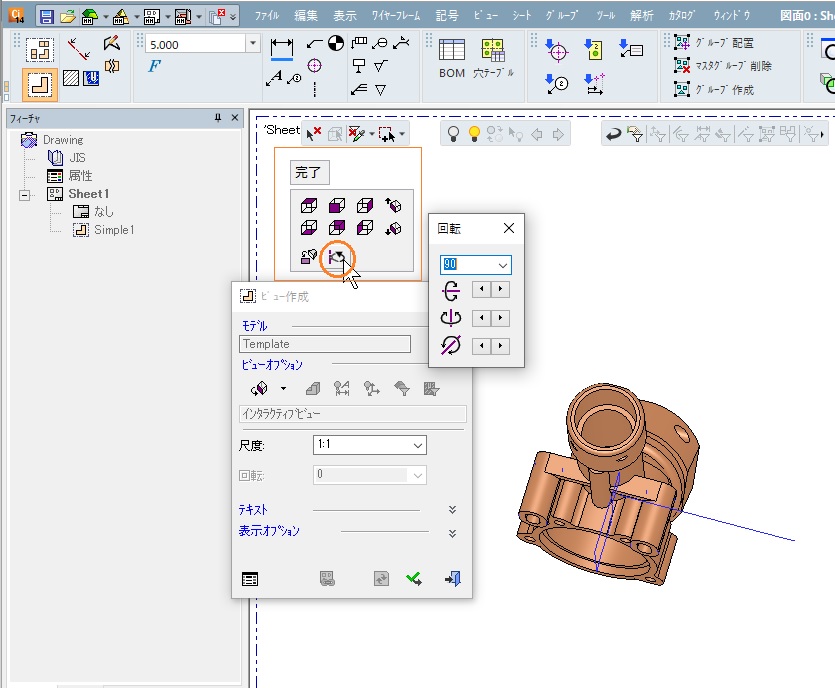 Ci
14
ファイル 編集 表示 ワイヤーフレーム 記号 ビュー シート グループ ツール 解析 カタログ ウィンドウ 図面0 : Sh
5.000
F
BOM 穴テーブル
グループ配置
マスタグループ削除
グループ作成
フィーチャ
Drawing
JIS
属性
Sheet1
なし
Simple1
'Sheet
完了
回転
90
ビュー作成
モデル
Template
ビューオプション
インタラクティブビュー
尺度:
1:1
回転:
0
テキスト
表示オプション